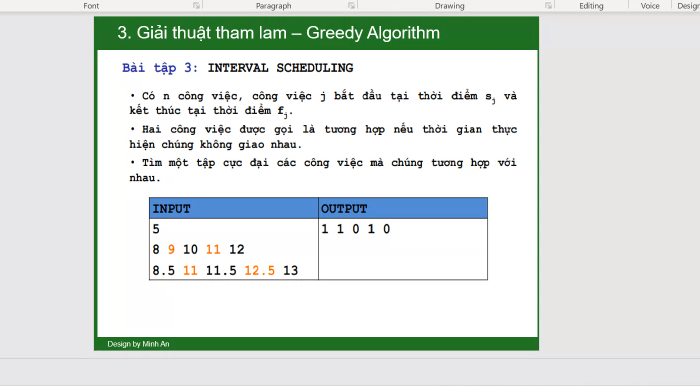 Font Paragraph Drawing Editing Voice Design
3. Giải thuật tham lam – Greedy Algorithm
Bài tập 3: INTERVAL SCHEDULING
• Có n công việc, công việc j bắt đầu tại thời điểm sj và
kết thúc tại thời điểm fj.
• Hai công việc được gọi là tương hợp nếu thời gian thực
hiện chúng không giao nhau.
• Tìm một tập cực đại các công việc mà chúng tương hợp với
nhau.
INPUT OUTPUT
5 1 1 0 1 0
8 9 10 11 12
8.5 11 11.5 12.5 13
Design by Minh An